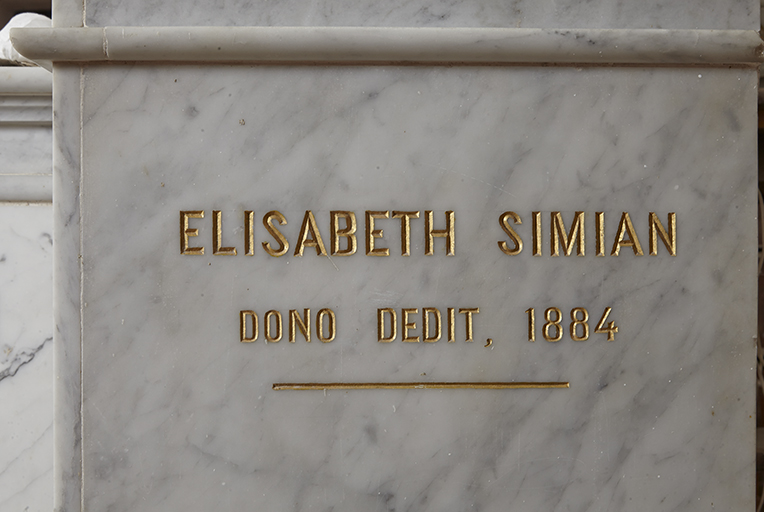 ELISABETH SIMIAN
DONO DEDIT, 1884